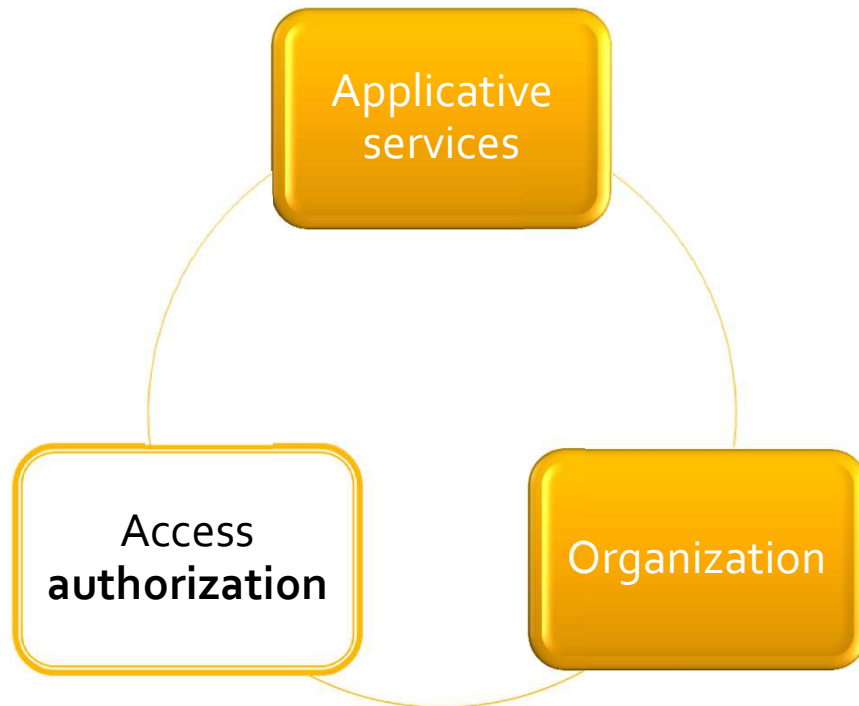 Applicative
services
Access
authorization
Organization